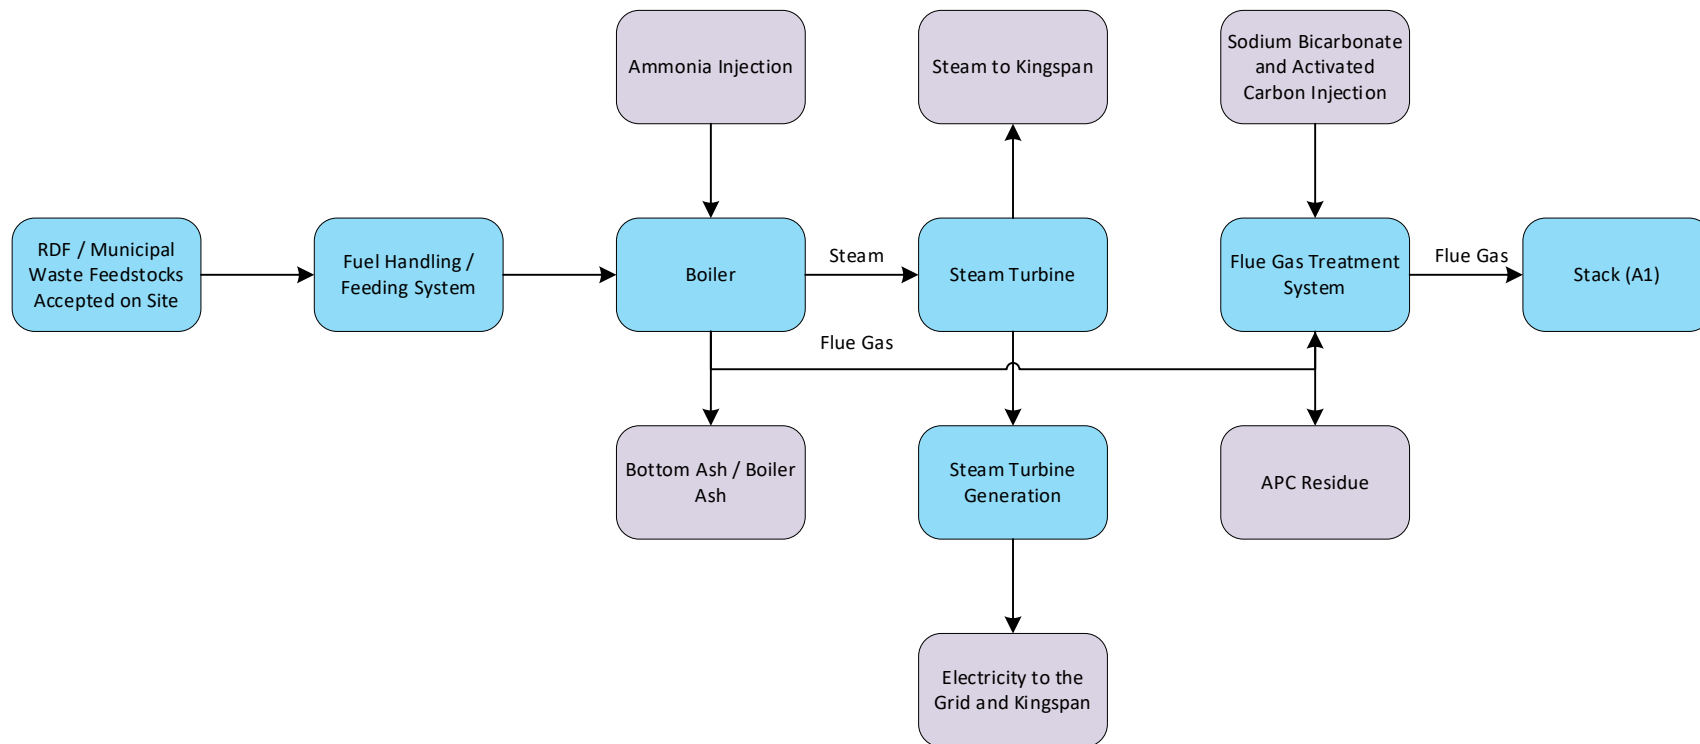 Ammonia Injection
Steam to Kingspan
Sodium Bicarbonate
and Activated
Carbon Injection
RDF / Municipal
Waste Feedstocks
Accepted on Site
Fuel Handling /
Feeding System
Boiler
Steam
Steam Turbine
Flue Gas Treatment
System
Flue Gas
Stack (A1)
Flue Gas
Bottom Ash / Boiler
Ash
Steam Turbine
Generation
APC Residue
Electricity to the
Grid and Kingspan